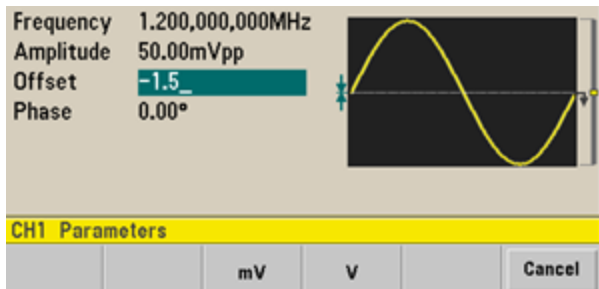 Frequency 1.200,000,000MHz
Amplitude 50.00mVpp
Offset -1.5_
Phase 0.00°
CH1 Parameters
mV V Cancel